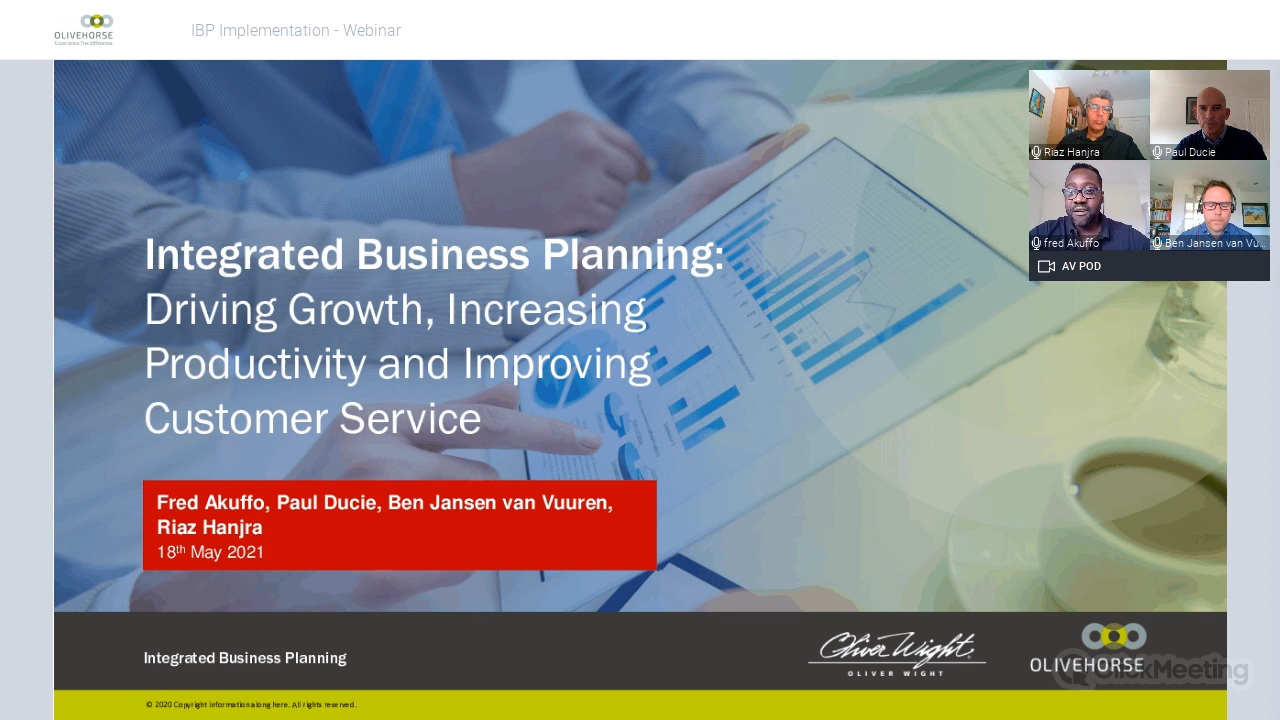 OLIVEHORSE
Experience. The difference.
IBP Implementation - Webinar
Riaz Hanjra
Paul Ducie
fred Akuffo
Ben Jansen van Vu...
AV POD
Integrated Business Planning:
Driving Growth, Increasing
Productivity and Improving
Customer Service
Fred Akuffo, Paul Ducie, Ben Jansen van Vuuren,
Riaz Hanjra
18th May 2021
Integrated Business Planning
Oliver Wight
OLIVER WIGHT
OLIVEHORSE
ClickMeeting
© 2020 Copyright information along here. All rights reserved.